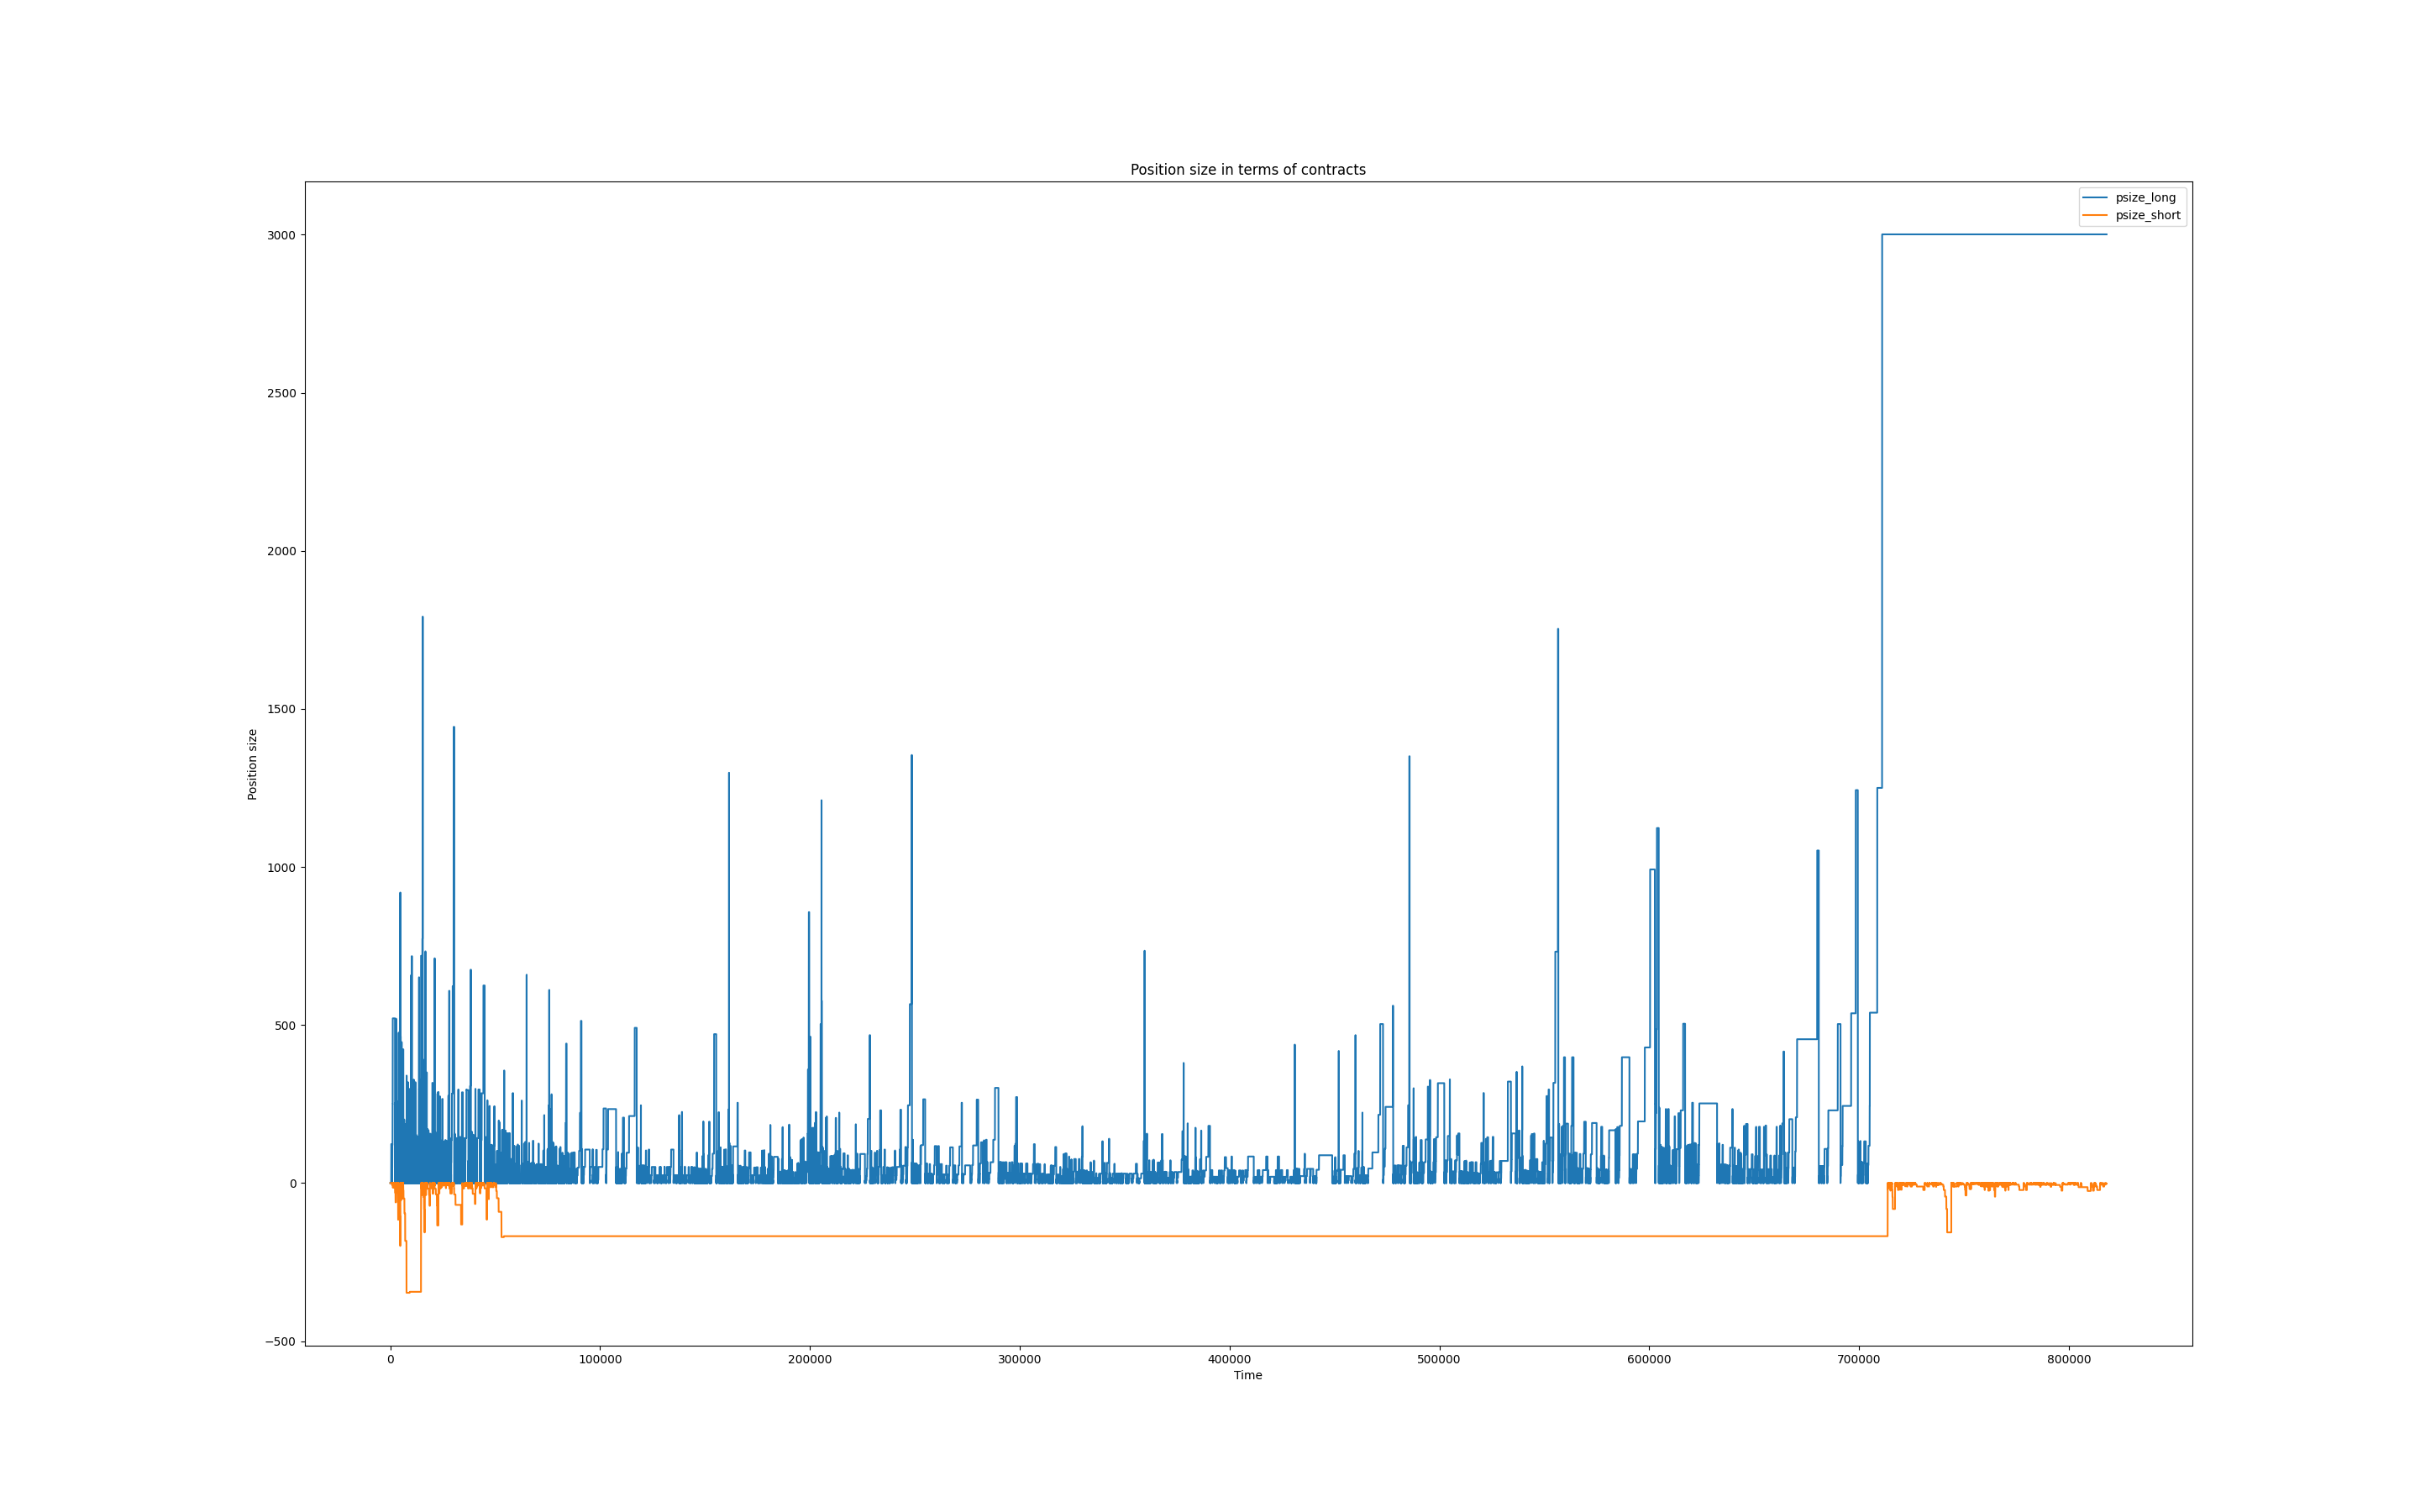 Position size in terms of contracts
psize_long
psize_short
3000
2500
2000
1500
1000
500
0
−500
Position size
0 100000 200000 300000 400000 500000 600000 700000 800000
Time